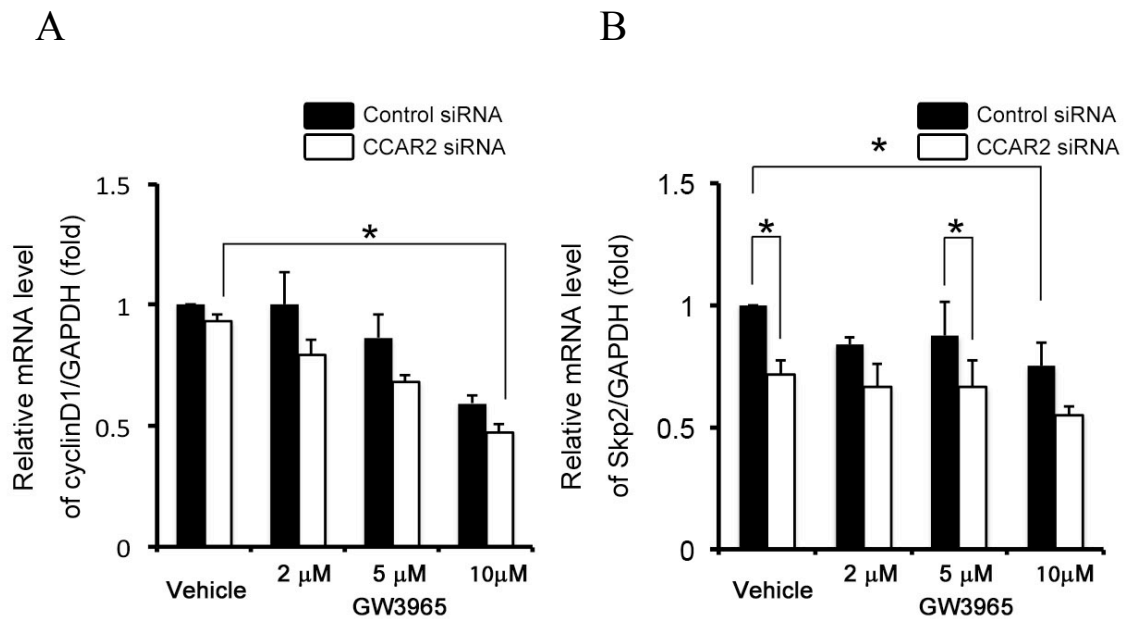 A
Control siRNA
CCAR2 siRNA
*
Relative mRNA level
of cyclinD1/GAPDH (fold)
1.5
1
0.5
0
Vehicle
2 μM
5 μM
10μM
GW3965
B
Control siRNA
CCAR2 siRNA
*
*
*
Relative mRNA level
of Skp2/GAPDH (fold)
1.5
1
0.5
0
Vehicle
2 μM
5 μM
10μM
GW3965